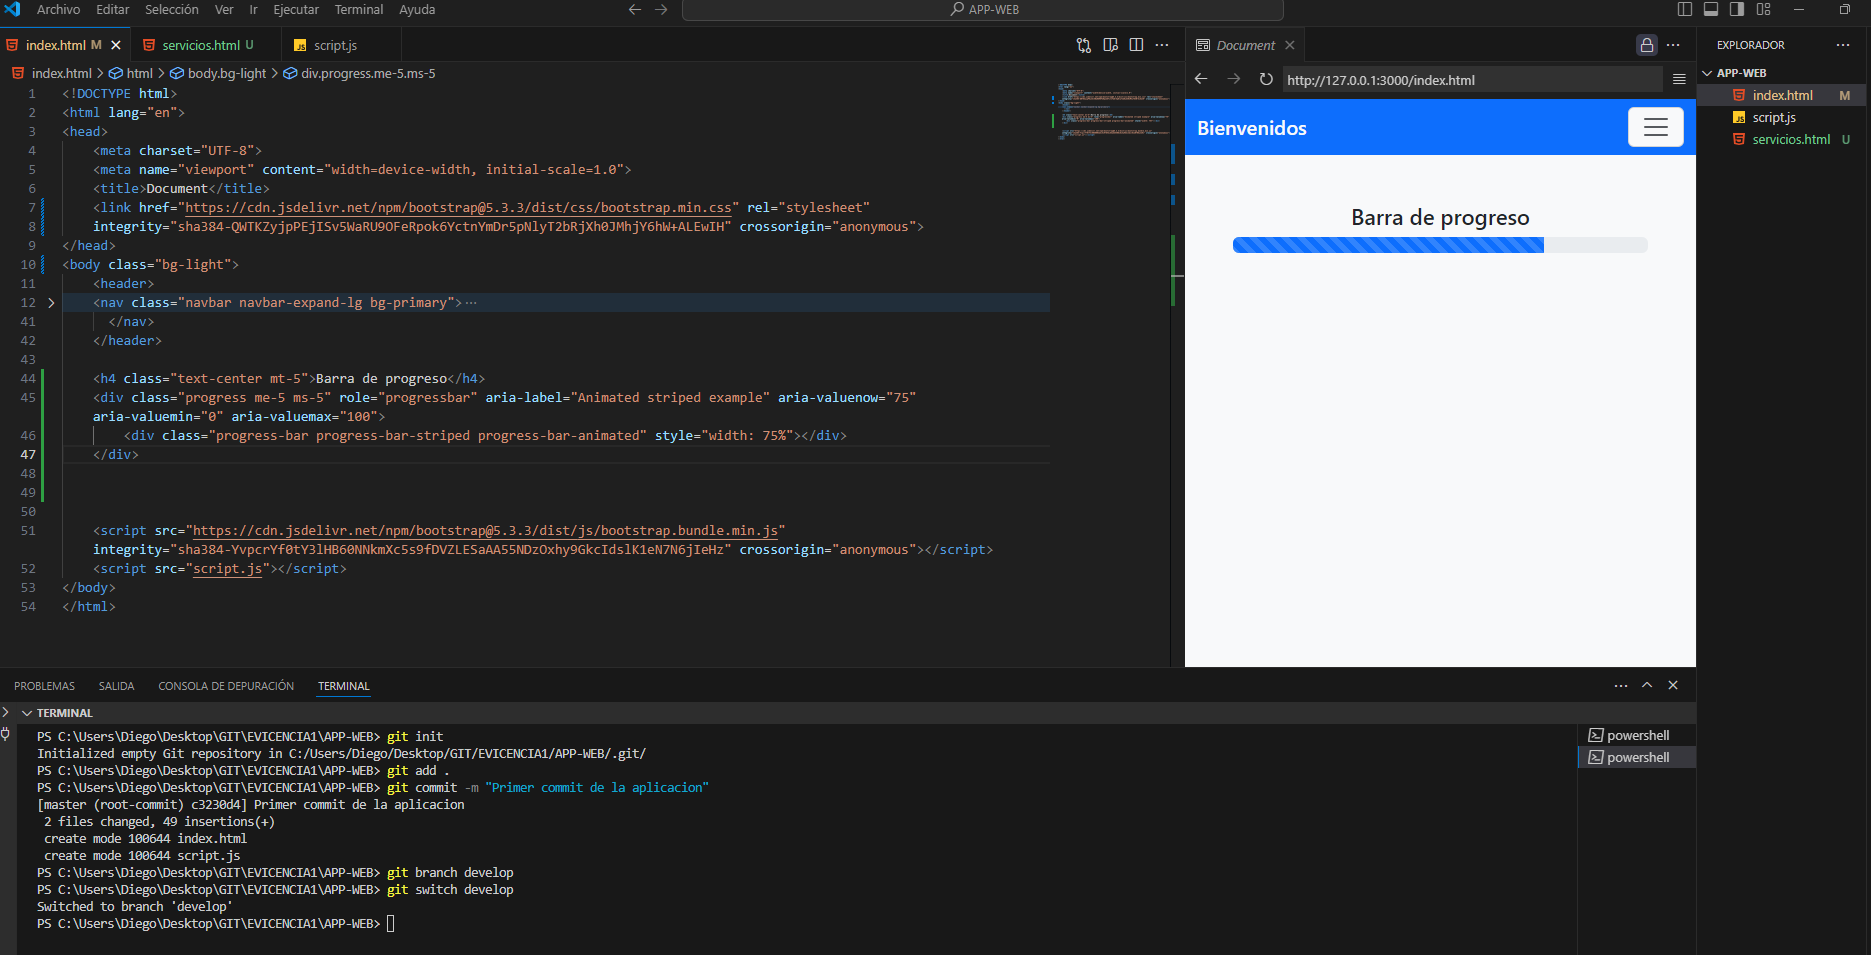 Archivo Editar Selección Ver Ir Ejecutar Terminal Ayuda
APP-WEB
index.html M
servicios.html U
script.js
index.html > html > body.bg-light > div.progress.me-5.ms-5
1 <!DOCTYPE html>
2 <html lang="en">
3 <head>
4 <meta charset="UTF-8">
5 <meta name="viewport" content="width=device-width, initial-scale=1.0">
6 <title>Document</title>
7 <link href="https://cdn.jsdelivr.net/npm/bootstrap@5.3.3/dist/css/bootstrap.min.css" rel="stylesheet"
8 integrity="sha384-QWTKZyjpPEjISv5WaRU9OFeRpok6YctnYmDr5pNlyT2bRjXh0JMhjY6hW+ALEwIH" crossorigin="anonymous">
9 </head>
10 <body class="bg-light">
11 <header>
12 <nav class="navbar navbar-expand-lg bg-primary">···
41 </nav>
42 </header>
43
44 <h4 class="text-center mt-5">Barra de progreso</h4>
45 <div class="progress me-5 ms-5" role="progressbar" aria-label="Animated striped example" aria-valuenow="75"
aria-valuemin="0" aria-valuemax="100">
46 <div class="progress-bar progress-bar-striped progress-bar-animated" style="width: 75%"></div>
47 </div>
48
49
50
51 <script src="https://cdn.jsdelivr.net/npm/bootstrap@5.3.3/dist/js/bootstrap.bundle.min.js"
integrity="sha384-YvpcrYf0tY3lHB60NNkmXc5s9fDVZLESaAA55NDzOxhy9GkcIdslK1eN7N6jIeHz" crossorigin="anonymous"></script>
52 <script src="script.js"></script>
53 </body>
54 </html>
Document
http://127.0.0.1:3000/index.html
Bienvenidos
Barra de progreso
EXPLORADOR
APP-WEB
index.html M
script.js
servicios.html U
PROBLEMAS SALIDA CONSOLA DE DEPURACIÓN TERMINAL
TERMINAL
PS C:\Users\Diego\Desktop\GIT\EVICENCIA1\APP-WEB> git init
Initialized empty Git repository in C:/Users/Diego/Desktop/GIT/EVICENCIA1/APP-WEB/.git/
PS C:\Users\Diego\Desktop\GIT\EVICENCIA1\APP-WEB> git add .
PS C:\Users\Diego\Desktop\GIT\EVICENCIA1\APP-WEB> git commit -m "Primer commit de la aplicacion"
[master (root-commit) c3230d4] Primer commit de la aplicacion
2 files changed, 49 insertions(+)
create mode 100644 index.html
create mode 100644 script.js
PS C:\Users\Diego\Desktop\GIT\EVICENCIA1\APP-WEB> git branch develop
PS C:\Users\Diego\Desktop\GIT\EVICENCIA1\APP-WEB> git switch develop
Switched to branch 'develop'
PS C:\Users\Diego\Desktop\GIT\EVICENCIA1\APP-WEB>
powershell
powershell